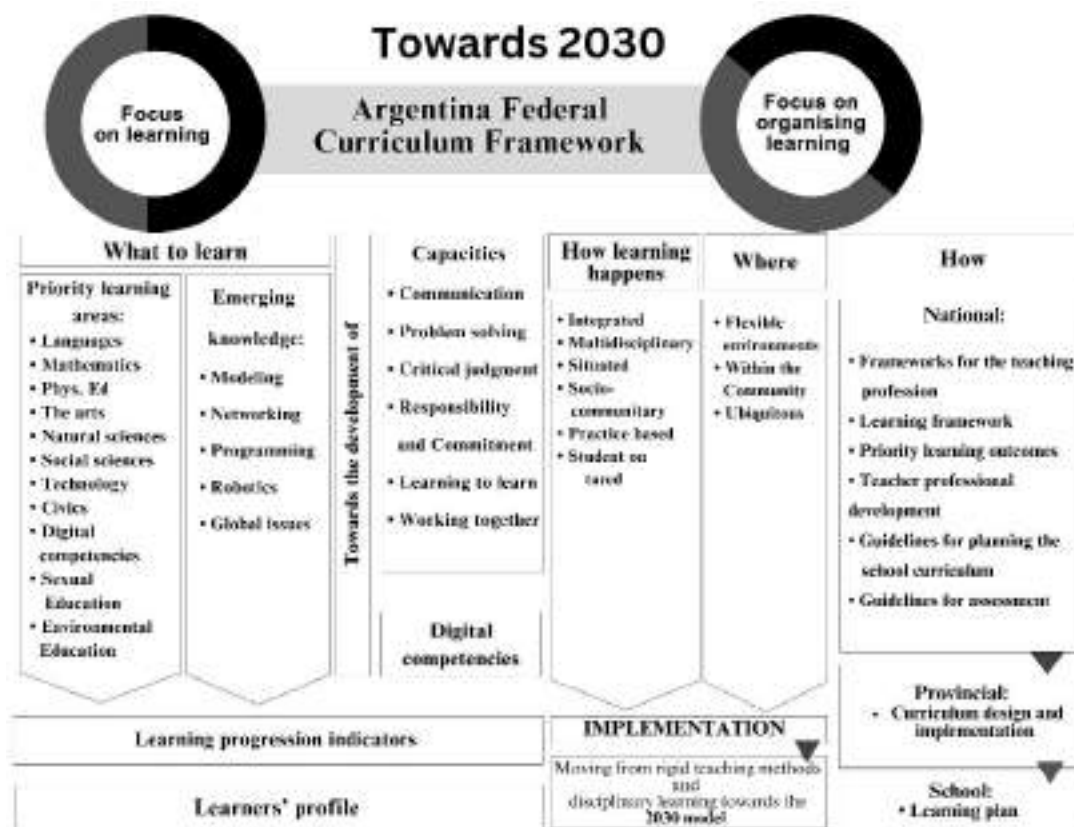 Towards 2030
Focus
on learning
Argentina Federal
Curriculum Framework
Focus on
organising
learning
What to learn
Priority learning
areas:
• Languages
• Mathematics
• Phys. Ed
• The arts
• Natural sciences
• Social sciences
• Technology
• Civics
• Digital
competencies
• Sexual
Education
• Environmental
Education
Emerging
knowledge:
• Modeling
• Networking
• Programming
• Robotics
• Global issues
Towards the development of
Capacities
• Communication
• Problem solving
• Critical judgment
• Responsibility
and Commitment
• Learning to learn
• Working together
Digital
competencies
How learning
happens
• Integrated
• Multidisciplinary
• Situated
• Socio-
communitary
• Practice based
• Student on
tared
Where
• Flexible
environments
• Within the
Community
• Ubiquitous
How
National:
• Frameworks for the teaching
profession
• Learning framework
• Priority learning outcomes
• Teacher professional
development
• Guidelines for planning the
school curriculum
• Guidelines for assessment
Provincial:
• Curriculum design and
implementation
School:
• Learning plan
Learning progression indicators
Learners' profile
IMPLEMENTATION
Moving from rigid teaching methods
and
disciplinary learning towards the
2030 model